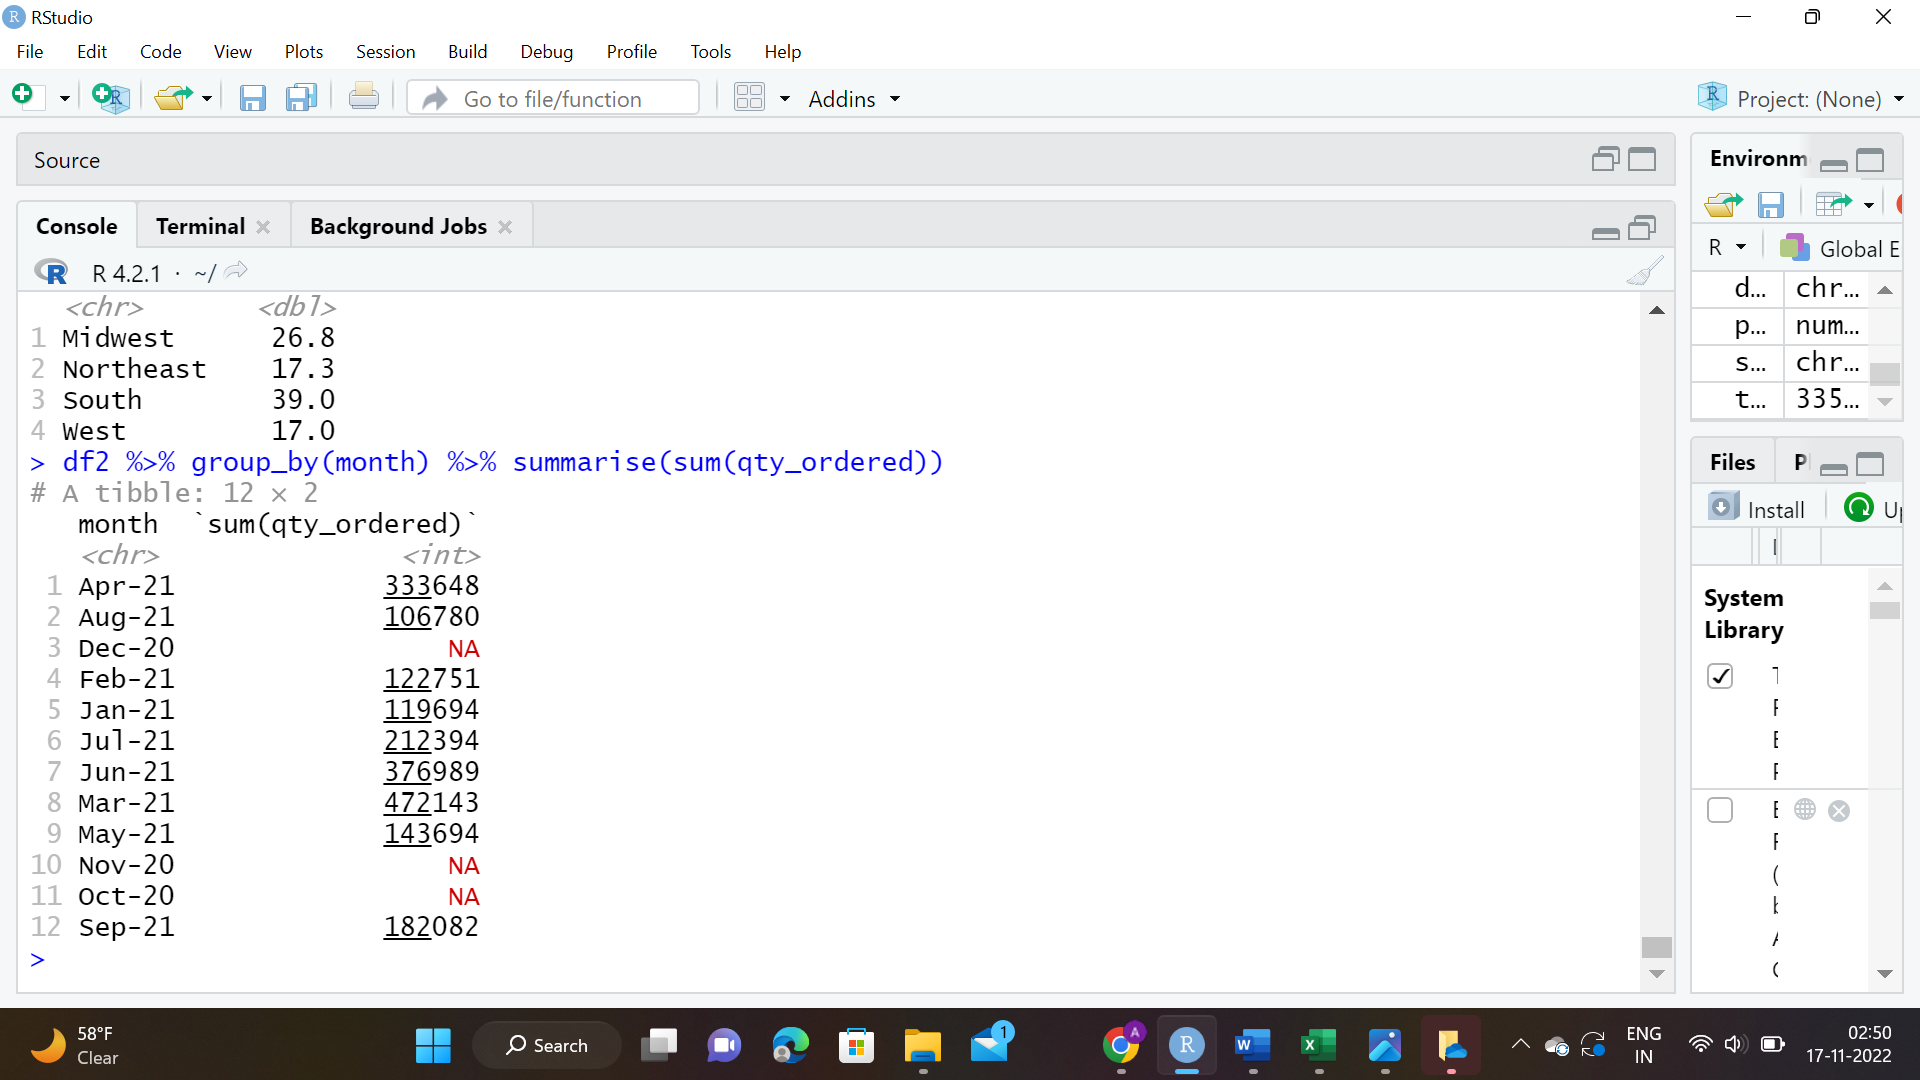 RStudio
File Edit Code View Plots Session Build Debug Profile Tools Help
Go to file/function Addins Project: (None)
Source
Console Terminal Background Jobs
R 4.2.1 · ~/
<chr> <dbl>
1 Midwest 26.8
2 Northeast 17.3
3 South 39.0
4 West 17.0
> df2 %>% group_by(month) %>% summarise(sum(qty_ordered))
# A tibble: 12 × 2
month `sum(qty_ordered)`
<chr> <int>
1 Apr-21 333648
2 Aug-21 106780
3 Dec-20 NA
4 Feb-21 122751
5 Jan-21 119694
6 Jul-21 212394
7 Jun-21 376989
8 Mar-21 472143
9 May-21 143694
10 Nov-20 NA
11 Oct-20 NA
12 Sep-21 182082
>
Environm
R Global E
d... chr...
p... num...
s... chr...
t... 335...
Files P
Install Up
System
Library
58°F
Clear
Search
1
A
ENG
IN
02:50
17-11-2022